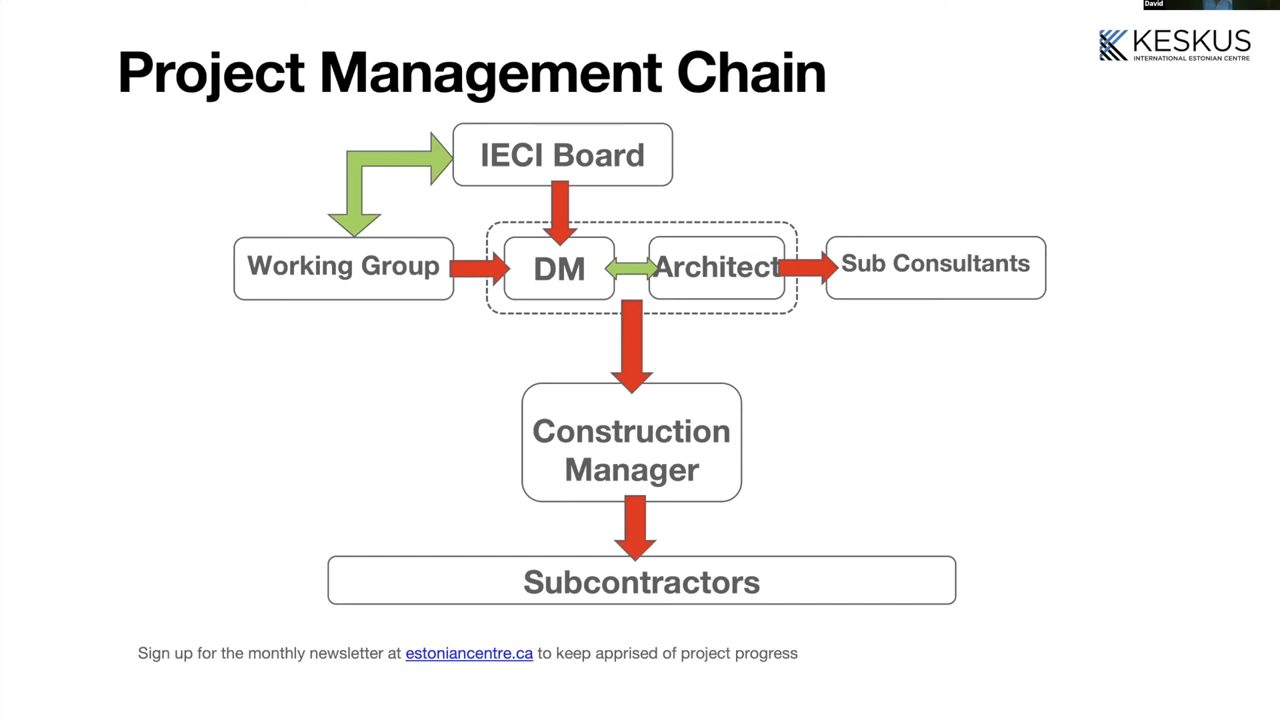 David
KESKUS
INTERNATIONAL ESTONIAN CENTRE
Project Management Chain
IECI Board
Working Group
DM
Architect
Sub Consultants
Construction
Manager
Subcontractors
Sign up for the monthly newsletter at estoniancentre.ca to keep apprised of project progress